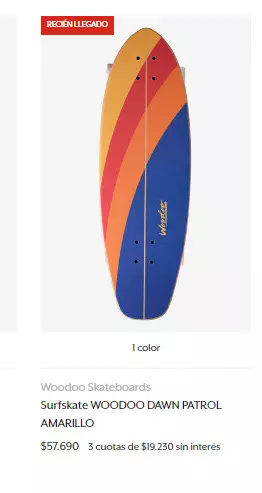 RECIÉN LLEGADO
Woodoo
1 color
Woodoo Skateboards
Surfskate WOODOO DAWN PATROL
AMARILLO
$57.690 3 cuotas de $19.230 sin interés